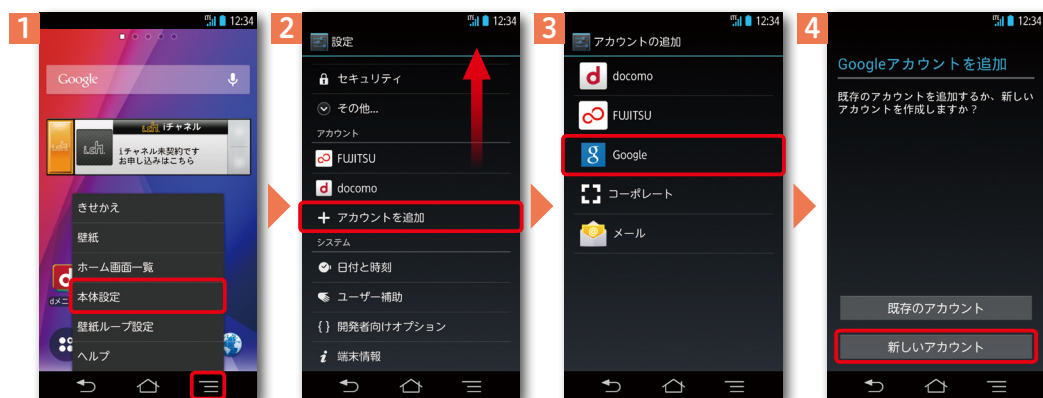 1
12:34
Google
i.ch. iチャネル
i.ch.
i.ch.
iチャネル未契約です
お申し込みはこちら
きせかえ
壁紙
ホーム画面一覧
本体設定
dメニ
壁紙ループ設定
ヘルプ
2
12:34
設定
セキュリティ
その他...
アカウント
FUJITSU
docomo
アカウントを追加
システム
日付と時刻
ユーザー補助
{ } 開発者向けオプション
端末情報
3
12:34
アカウントの追加
docomo
FUJITSU
Google
コーポレート
メール
4
12:34
Googleアカウントを追加
既存のアカウントを追加するか、新しい
アカウントを作成しますか？
既存のアカウント
新しいアカウント